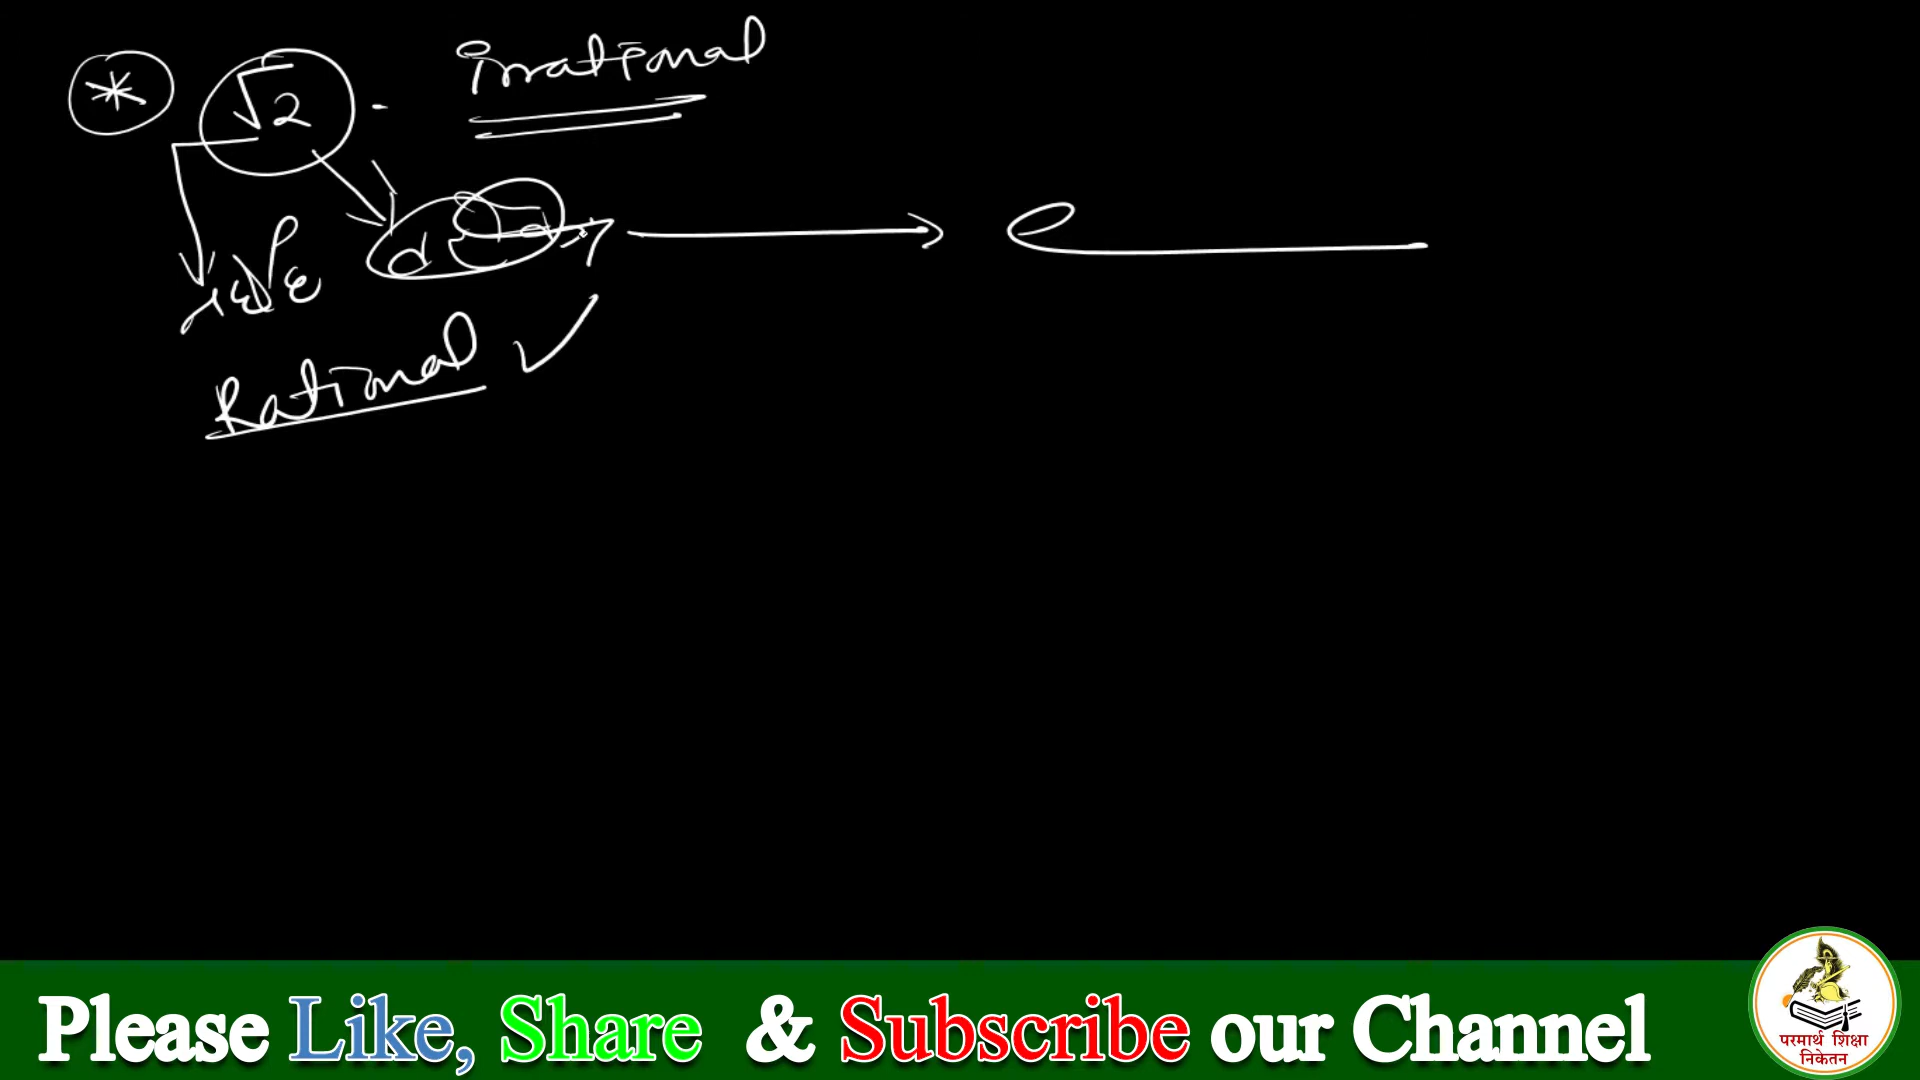 * √2 - irrational
Rational ✓
Please Like, Share & Subscribe our Channel
परमार्थ शिक्षा
निकेतन